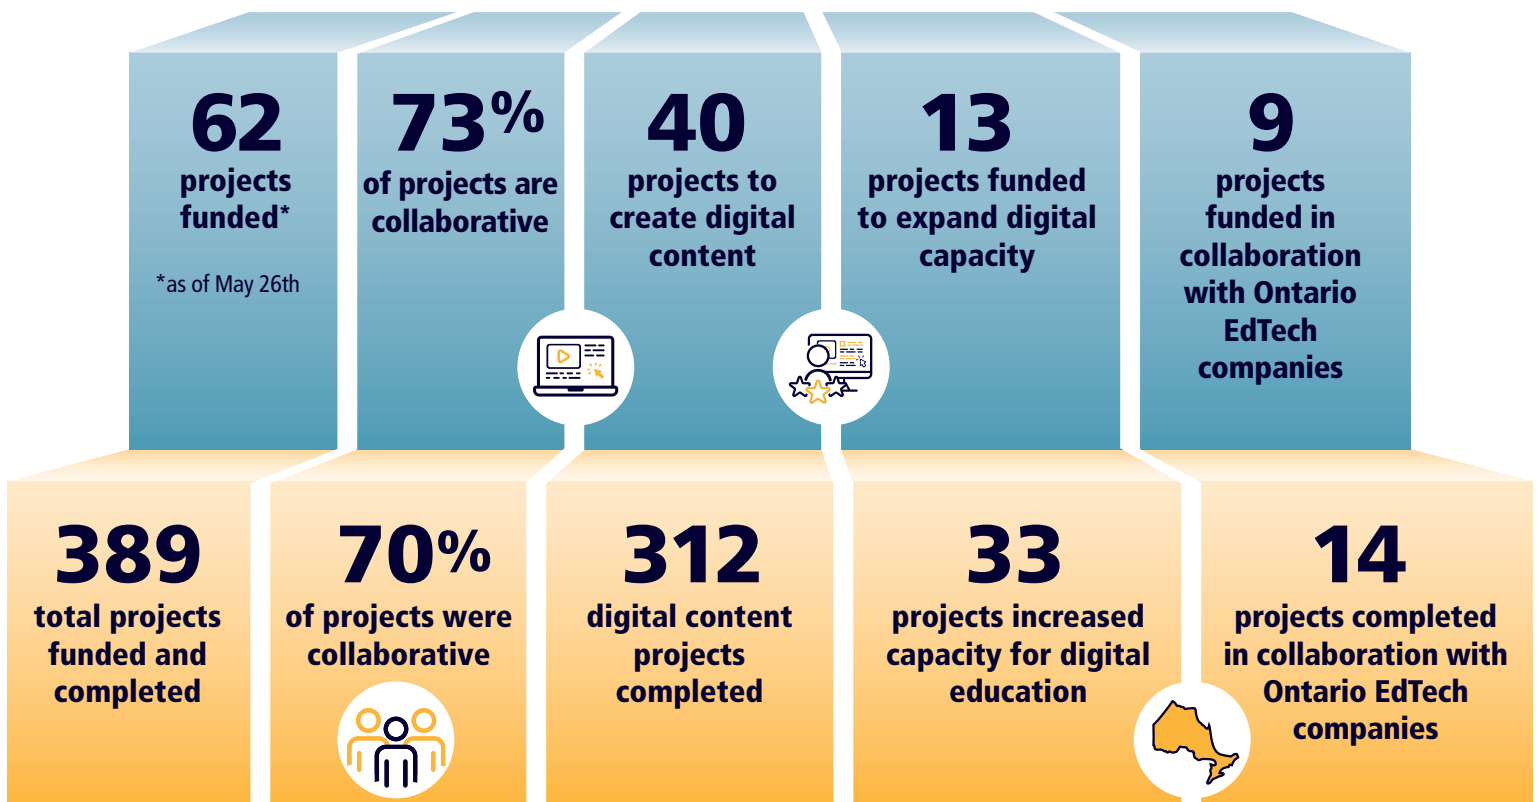 62
projects
funded*
*as of May 26th
73%
of projects are
collaborative
40
projects to
create digital
content
13
projects funded
to expand digital
capacity
9
projects
funded in
collaboration
with Ontario
EdTech
companies
389
total projects
funded and
completed
70%
of projects were
collaborative
312
digital content
projects
completed
33
projects increased
capacity for digital
education
14
projects completed
in collaboration with
Ontario EdTech
companies